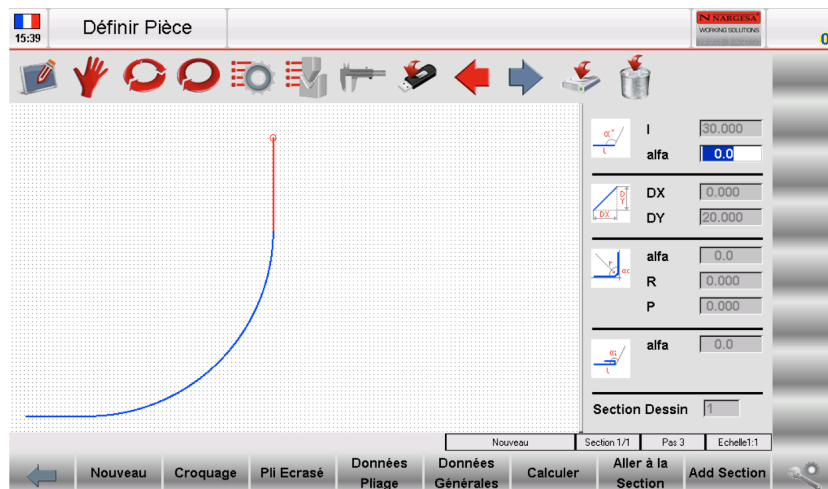 15:39
Définir Pièce
N NARGESA
WORKING SOLUTIONS
0
α°
L
l 30.000
alfa 0.0
DX
DY
DX 0.000
DY 20.000
r
α
alfa 0.0
R 0.000
P 0.000
L
alfa 0.0
Section Dessin 1
Nouveau Section 1/1 Pas 3 Echelle1:1
Nouveau Croquage Pli Ecrasé Données Pliage Données Générales Calculer Aller à la Section Add Section